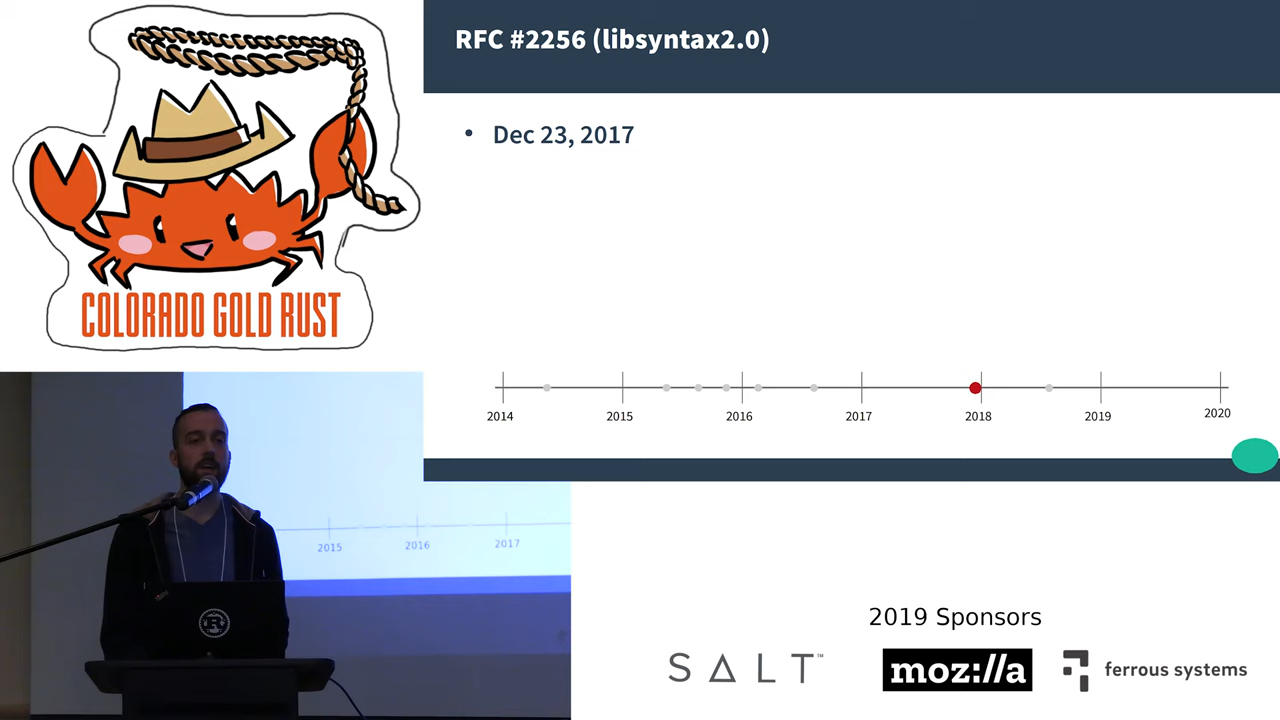 COLORADO GOLD RUST
RFC #2256 (libsyntax2.0)
• Dec 23, 2017
2014 2015 2016 2017 2018 2019 2020
2015 2016 2017
R
2019 Sponsors
SALT™
moz://a
ferrous systems